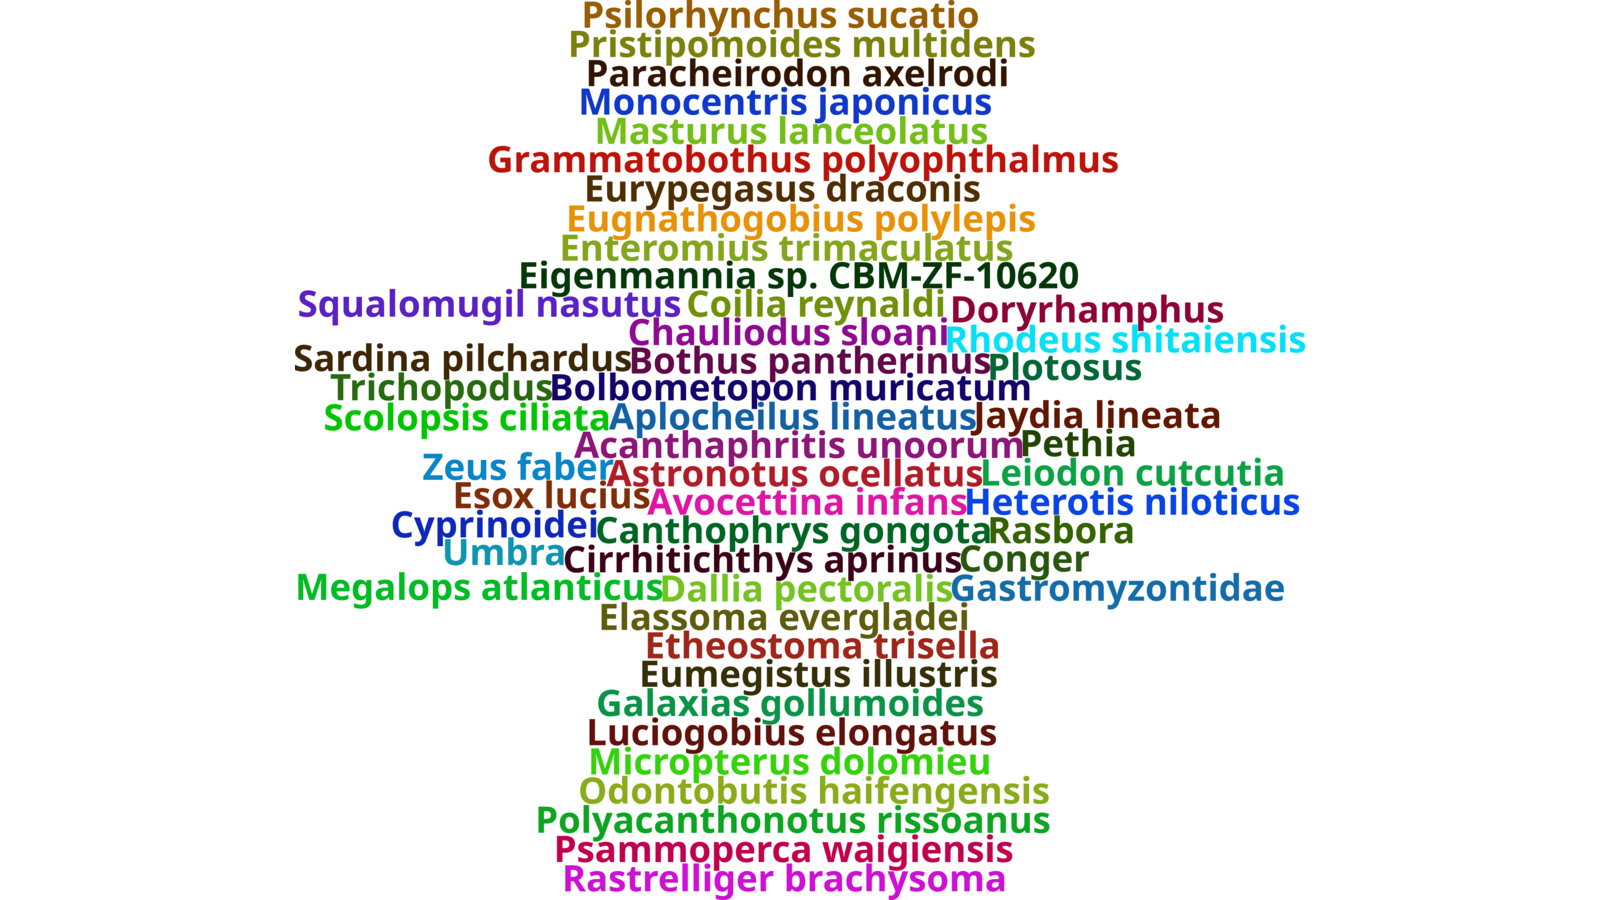 Psilorhynchus sucatio
Pristipomoides multidens
Paracheirodon axelrodi
Monocentris japonicus
Masturus lanceolatus
Grammatobothus polyophthalmus
Eurypegasus draconis
Eugnathogobius polylepis
Enteromius trimaculatus
Eigenmannia sp. CBM-ZF-10620
Squalomugil nasutus Coilia reynaldi Doryrhamphus
Chauliodus sloani Rhodeus shitaiensis
Sardina pilchardus Bothus pantherinus Plotosus
Trichopodus Bolbometopon muricatum
Scolopsis ciliata Aplocheilus lineatus Jaydia lineata
Acanthaphritis unoorum Pethia
Zeus faber Astronotus ocellatus Leiodon cutcutia
Esox lucius Avocettina infans Heterotis niloticus
Cyprinoidei Canthophrys gongota Rasbora
Umbra Cirrhitichthys aprinus Conger
Megalops atlanticus Dallia pectoralis Gastromyzontidae
Elassoma evergladei
Etheostoma trisella
Eumegistus illustris
Galaxias gollumoides
Luciogobius elongatus
Micropterus dolomieu
Odontobutis haifengensis
Polyacanthonotus rissoanus
Psammoperca waigiensis
Rastrelliger brachysoma